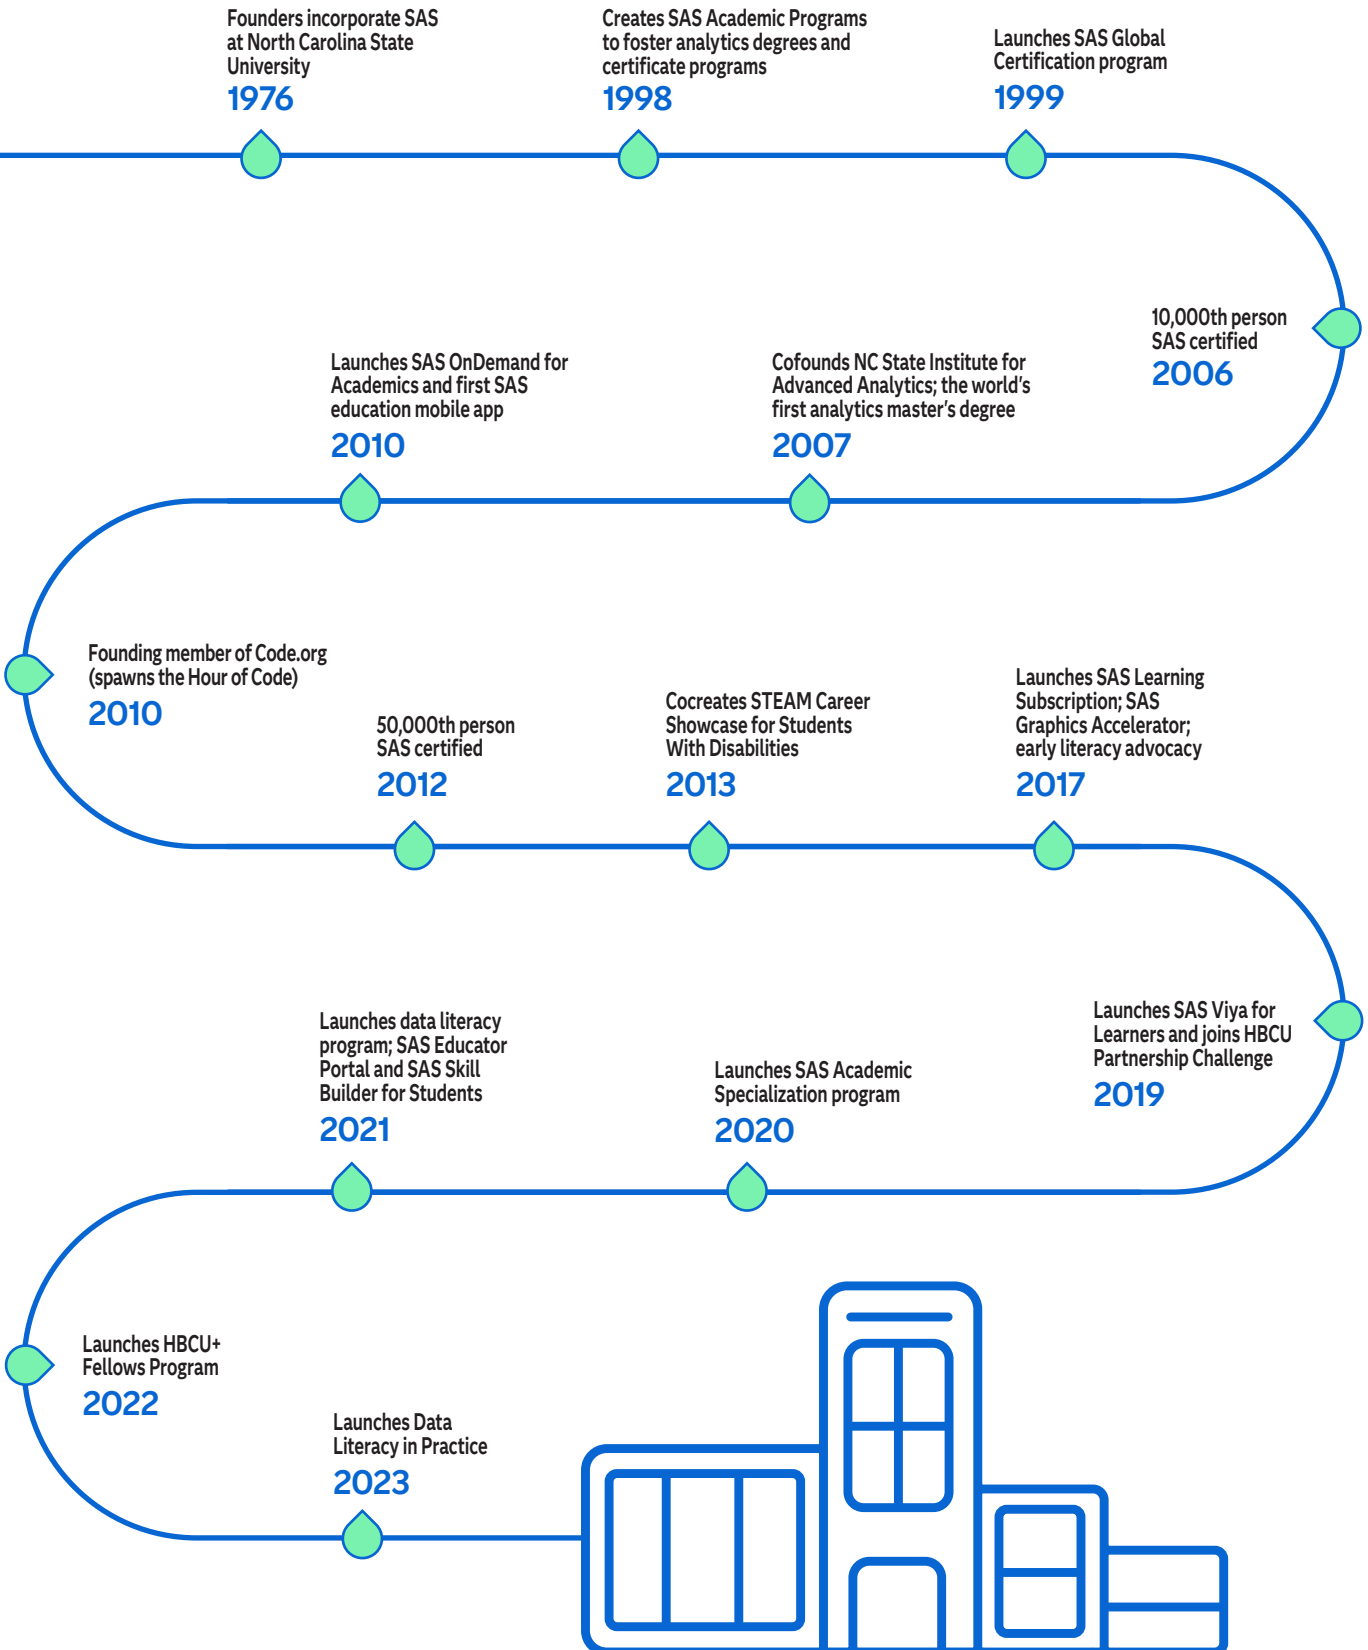 Founders incorporate SAS
at North Carolina State
University
1976
Creates SAS Academic Programs
to foster analytics degrees and
certificate programs
1998
Launches SAS Global
Certification program
1999
10,000th person
SAS certified
2006
Cofounds NC State Institute for
Advanced Analytics; the world's
first analytics master's degree
2007
Launches SAS OnDemand for
Academics and first SAS
education mobile app
2010
Founding member of Code.org
(spawns the Hour of Code)
2010
50,000th person
SAS certified
2012
Cocreates STEAM Career
Showcase for Students
With Disabilities
2013
Launches SAS Learning
Subscription; SAS
Graphics Accelerator;
early literacy advocacy
2017
Launches SAS Viya for
Learners and joins HBCU
Partnership Challenge
2019
Launches SAS Academic
Specialization program
2020
Launches data literacy
program; SAS Educator
Portal and SAS Skill
Builder for Students
2021
Launches HBCU+
Fellows Program
2022
Launches Data
Literacy in Practice
2023